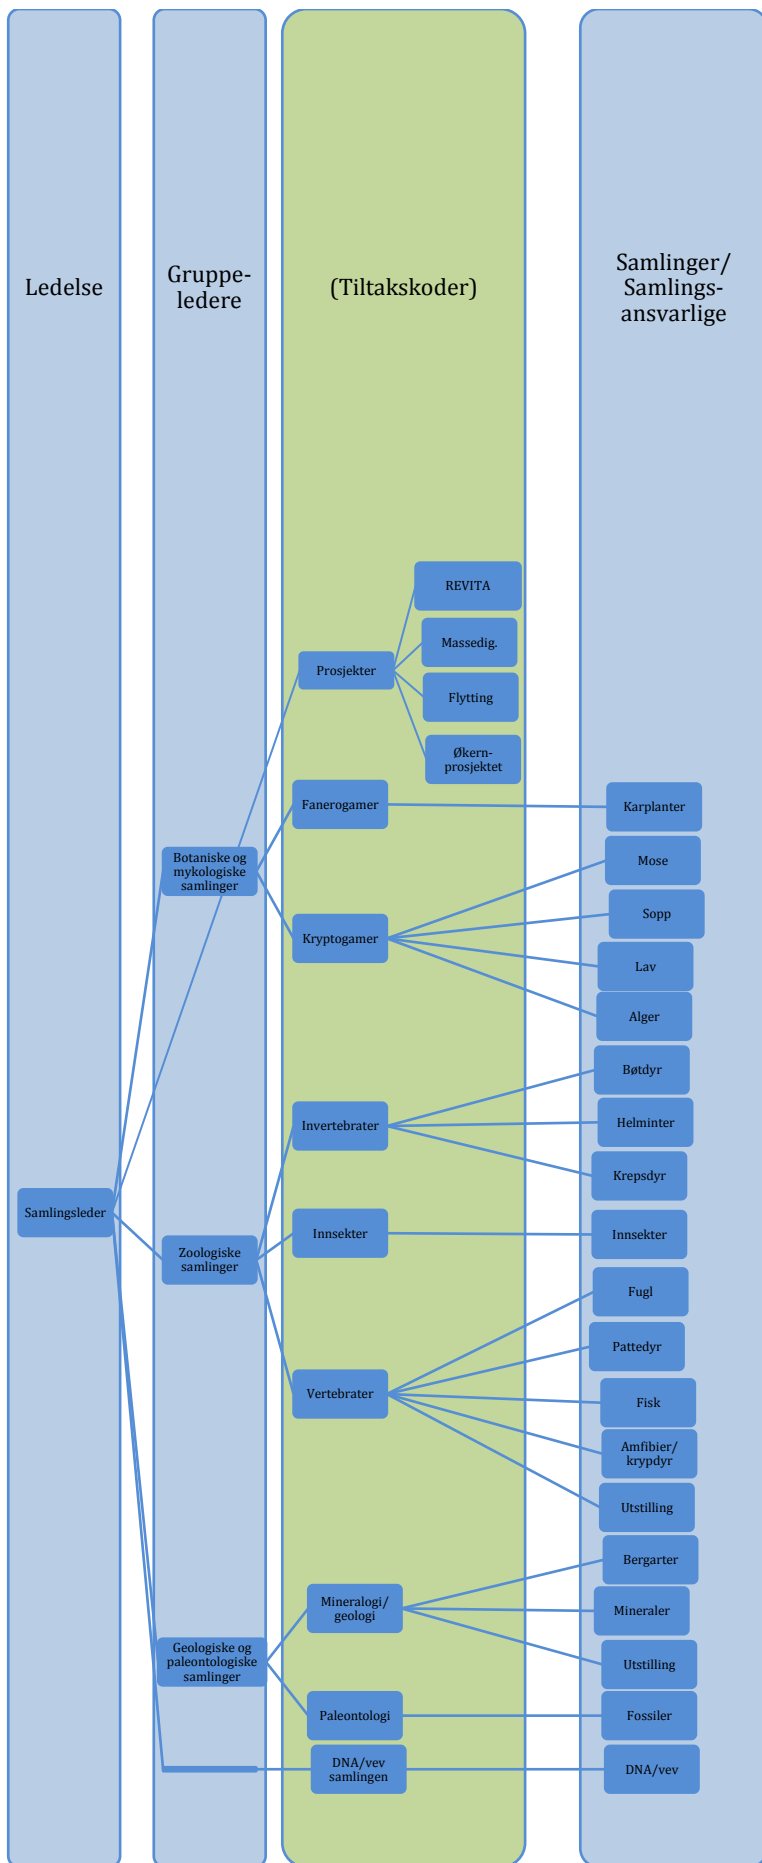 Ledelse
Gruppe-
ledere
(Tiltakskoder)
Samlinger/
Samlings-
ansvarlige
REVITA
Massedig.
Prosjekter
Flytting
Økern-
prosjektet
Fanerogamer
Karplanter
Botaniske og
mykologiske
samlinger
Mose
Sopp
Kryptogamer
Lav
Alger
Bøtdyr
Invertebrater
Helminter
Krepsdyr
Samlingsleder
Innsekter
Innsekter
Zoologiske
samlinger
Fugl
Pattedyr
Vertebrater
Fisk
Amfibier/
krypdyr
Utstilling
Bergarter
Mineralogi/
geologi
Mineraler
Geologiske og
paleontologiske
samlinger
Utstilling
Paleontologi
Fossiler
DNA/vev
samlingen
DNA/vev